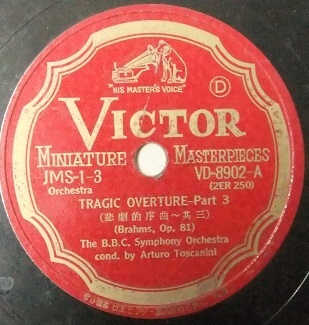 "HIS MASTER'S VOICE"
D
VICTOR
MINIATURE MASTERPIECES
JMS-1-3 VD-8902-A
Orchestra (2ER 250)
TRAGIC OVERTURE-Part 3
(悲劇的序曲~其三)
(Brahms, Op. 81)
The B.B.C. Symphony Orchestra
cond. by Arturo Toscanini